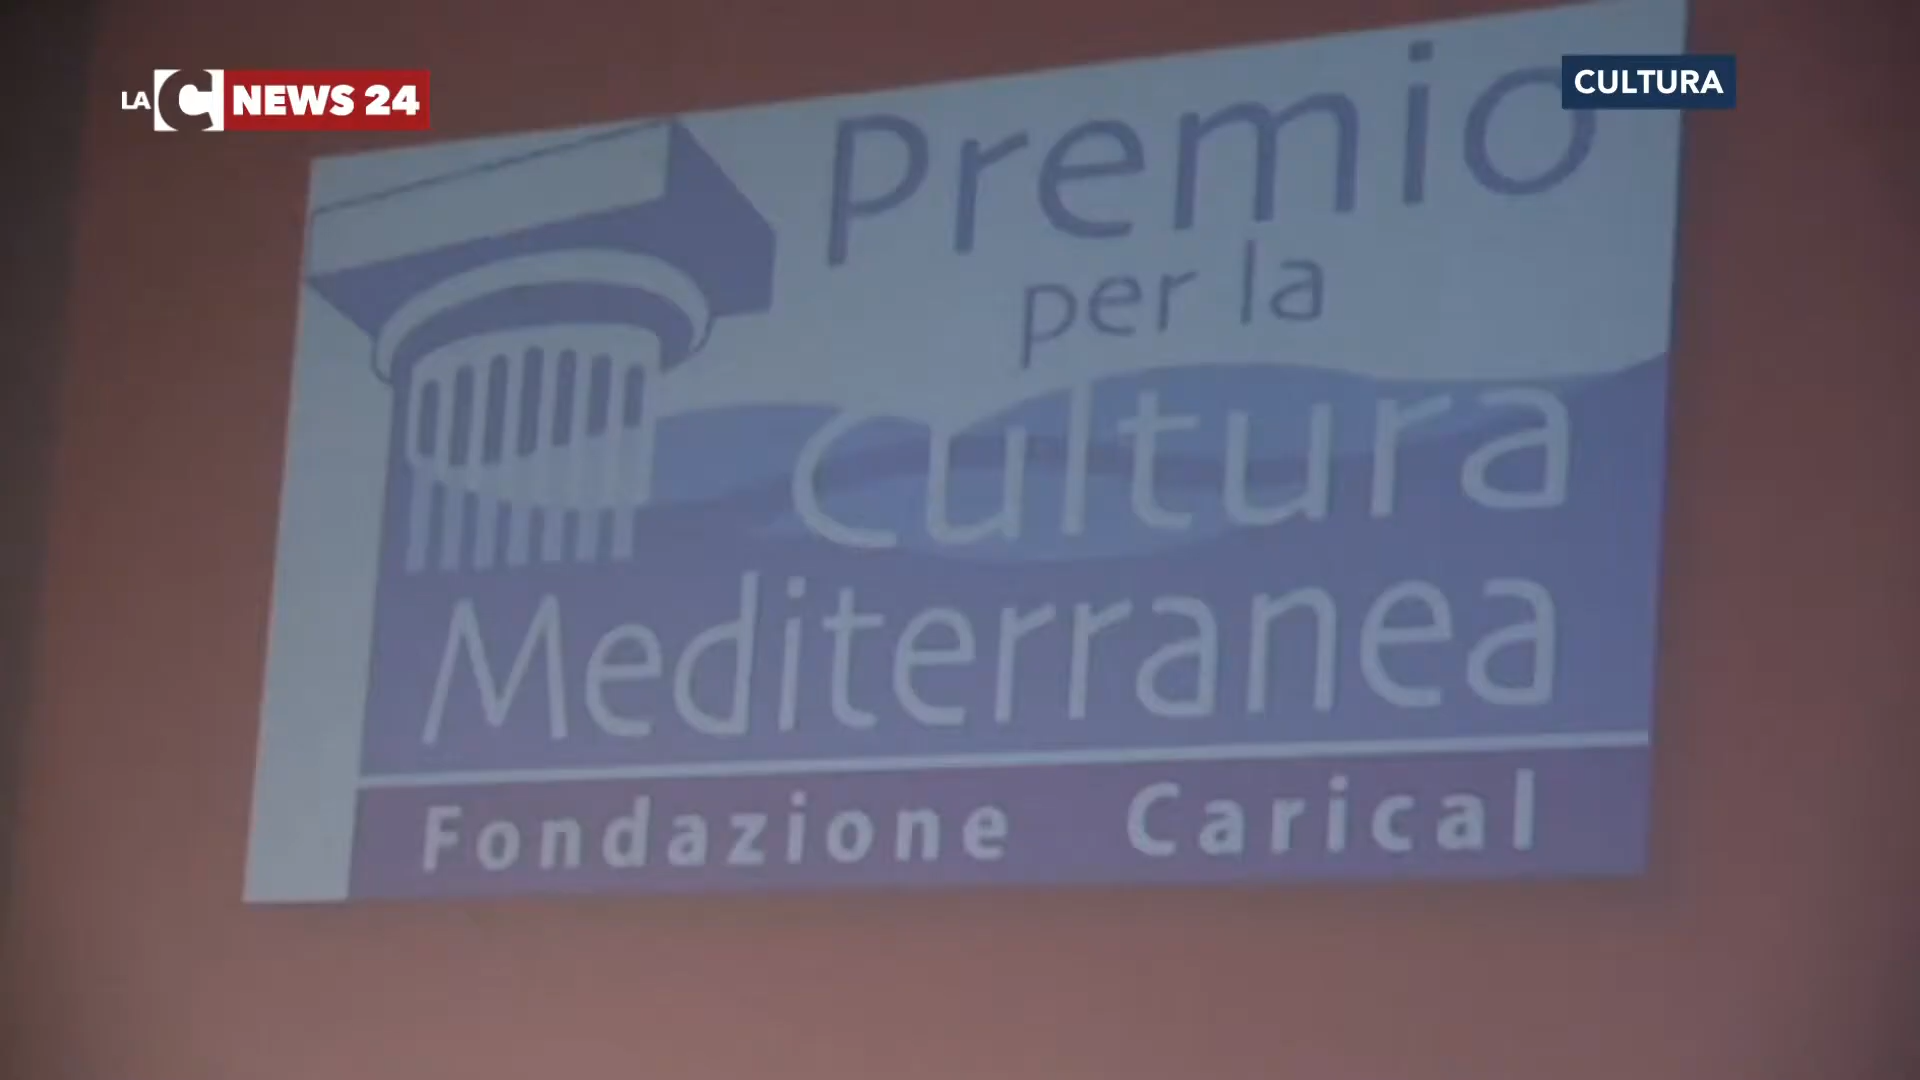 LA C NEWS 24
CULTURA
Premio
per la
Cultura
Mediterranea
Fondazione Carical